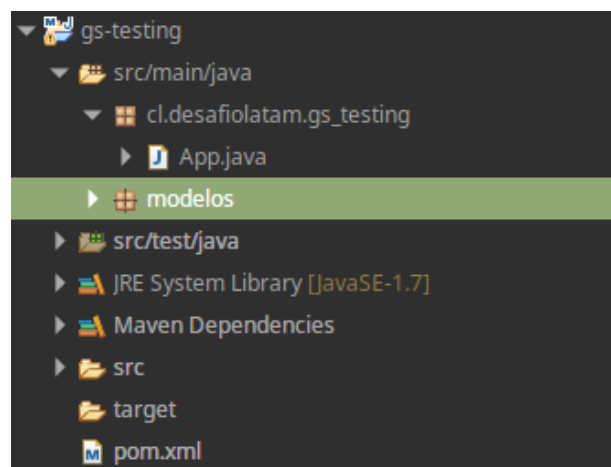 gs-testing
src/main/java
cl.desafiolatam.gs_testing
App.java
modelos
src/test/java
JRE System Library [JavaSE-1.7]
Maven Dependencies
src
target
pom.xml